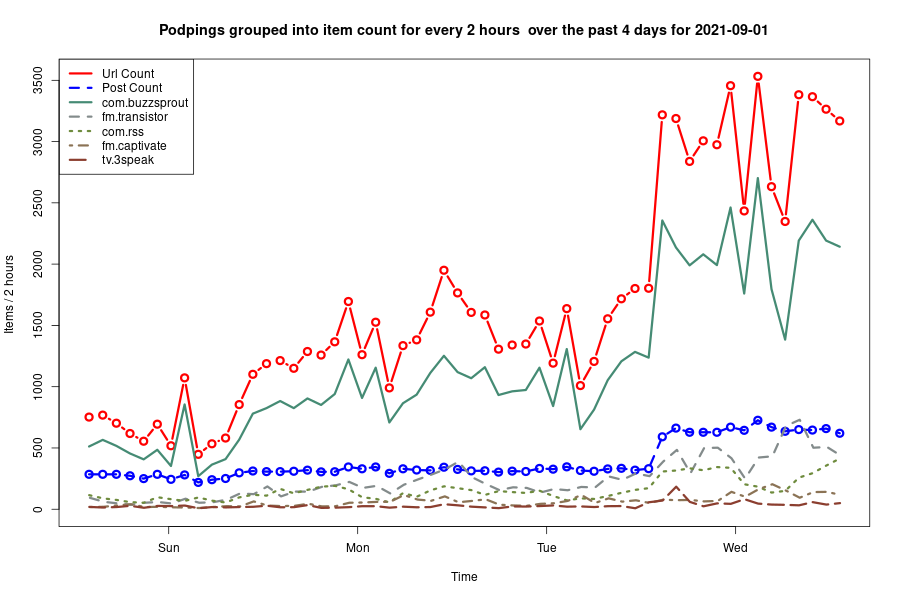 Podpings grouped into item count for every 2 hours  over the past 4 days for 2021-09-01
Url Count
Post Count
com.buzzsprout
fm.transistor
com.rss
fm.captivate
tv.3speak
Items / 2 hours
3500
3000
2500
2000
1500
1000
500
0
Sun Mon Tue Wed
Time